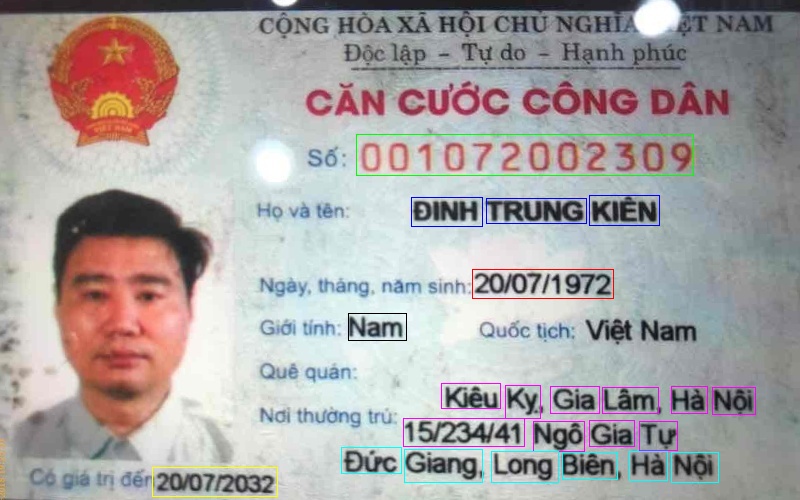 CỘNG HÒA XÃ HỘI CHỦ NGHĨA VIỆT NAM
Độc lập - Tự do - Hạnh phúc
CĂN CƯỚC CÔNG DÂN
Số: 001072002309
Họ và tên: ĐINH TRUNG KIÊN
Ngày, tháng, năm sinh: 20/07/1972
Giới tính: Nam Quốc tịch: Việt Nam
Quê quán:
Kiêu Kỵ, Gia Lâm, Hà Nội
Nơi thường trú: 15/234/41 Ngô Gia Tự
Đức Giang, Long Biên, Hà Nội
Có giá trị đến 20/07/2032